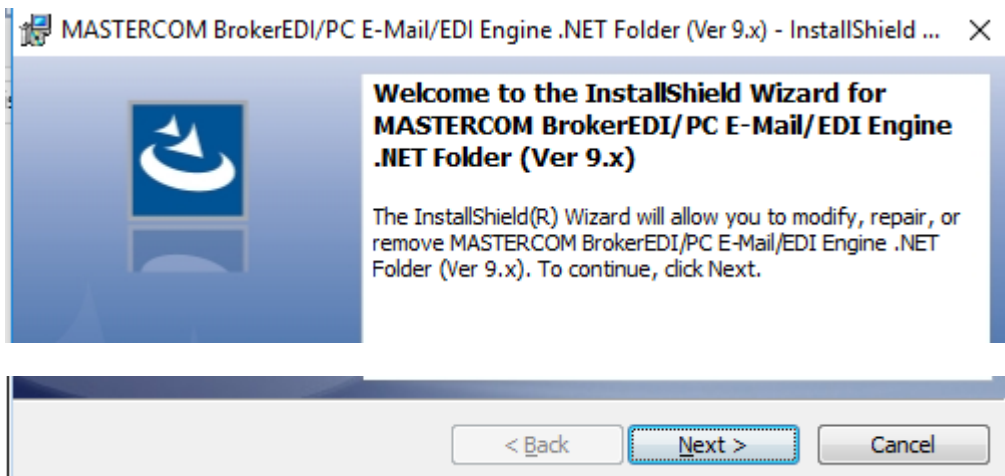 MASTERCOM BrokerEDI/PC E-Mail/EDI Engine .NET Folder (Ver 9.x) - InstallShield ...
Welcome to the InstallShield Wizard for
MASTERCOM BrokerEDI/PC E-Mail/EDI Engine
.NET Folder (Ver 9.x)
The InstallShield(R) Wizard will allow you to modify, repair, or
remove MASTERCOM BrokerEDI/PC E-Mail/EDI Engine .NET
Folder (Ver 9.x). To continue, click Next.
< Back Next > Cancel